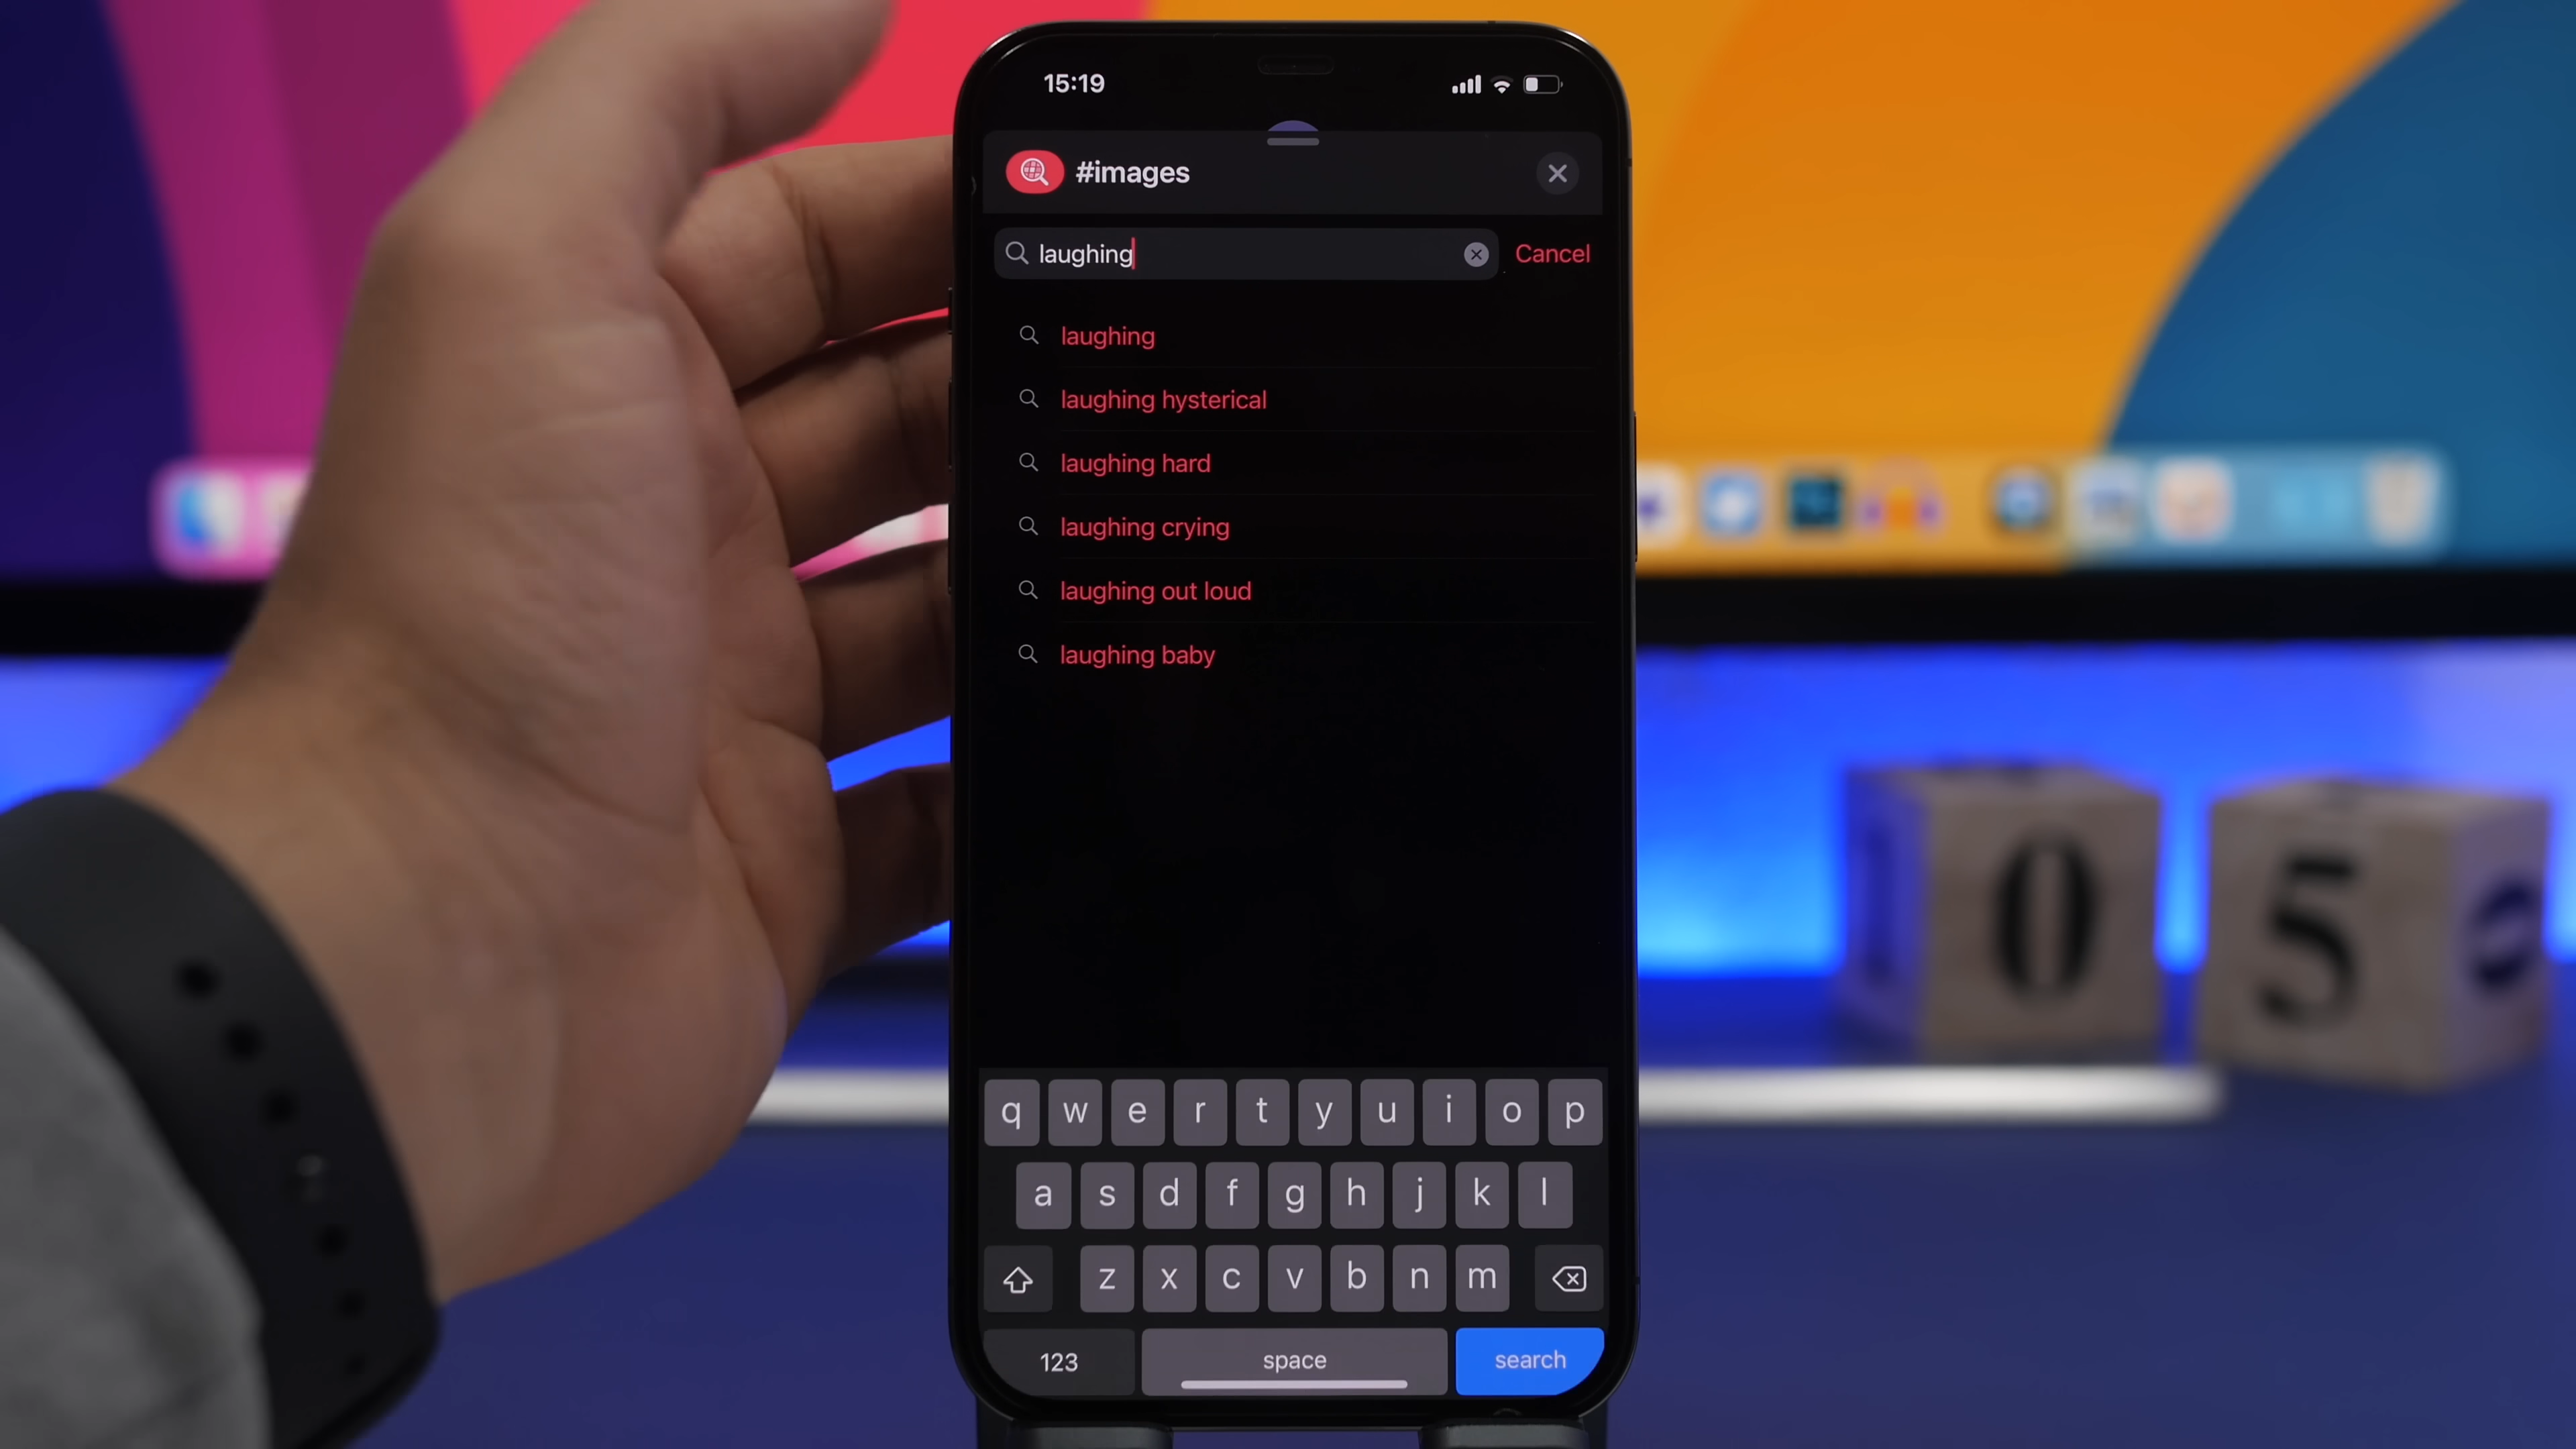 15:19
#images
laughing
Cancel
laughing
laughing hysterical
laughing hard
laughing crying
laughing out loud
laughing baby
0 5
q w e r t y u i o p
a s d f g h j k l
z x c v b n m
123 space search